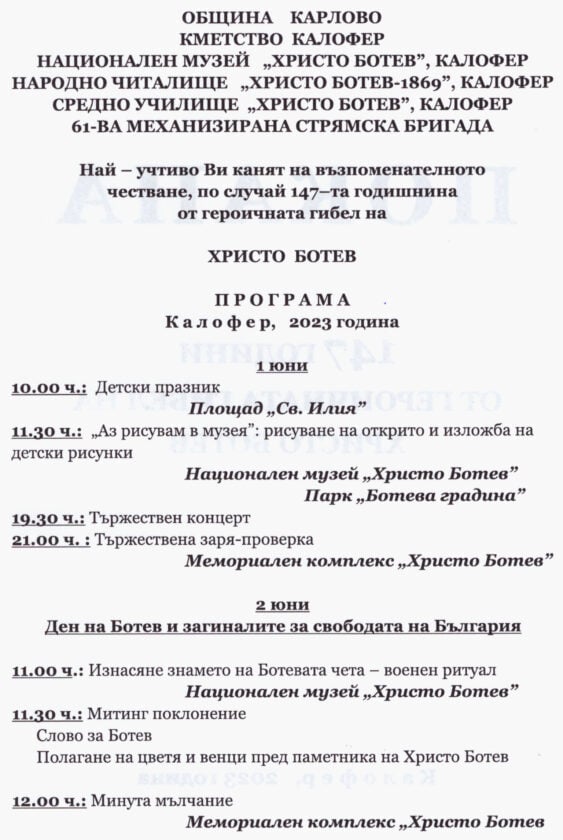 ОБЩИНА КАРЛОВО
КМЕТСТВО КАЛОФЕР
НАЦИОНАЛЕН МУЗЕЙ „ХРИСТО БОТЕВ”, КАЛОФЕР
НАРОДНО ЧИТАЛИЩЕ „ХРИСТО БОТЕВ-1869”, КАЛОФЕР
СРЕДНО УЧИЛИЩЕ „ХРИСТО БОТЕВ”, КАЛОФЕР
61-ВА МЕХАНИЗИРАНА СТРЯМСКА БРИГАДА
Най – учтиво Ви канят на възпоменателното
честване, по случай 147–та годишнина
от героичната гибел на
ХРИСТО БОТЕВ
П Р О Г Р А М А
К а л о ф е р, 2023 година
1 юни
10.00 ч.: Детски празник
Площад „Св. Илия”
11.30 ч.: „Аз рисувам в музея”: рисуване на открито и изложба на
детски рисунки
Национален музей „Христо Ботев”
Парк „Ботева градина”
19.30 ч.: Тържествен концерт
21.00 ч. : Тържествена заря-проверка
Мемориален комплекс „Христо Ботев”
2 юни
Ден на Ботев и загиналите за свободата на България
11.00 ч.: Изнасяне знамето на Ботевата чета – военен ритуал
Национален музей „Христо Ботев”
11.30 ч.: Митинг поклонение
Слово за Ботев
Полагане на цветя и венци пред паметника на Христо Ботев
12.00 ч.: Минута мълчание
Мемориален комплекс „Христо Ботев